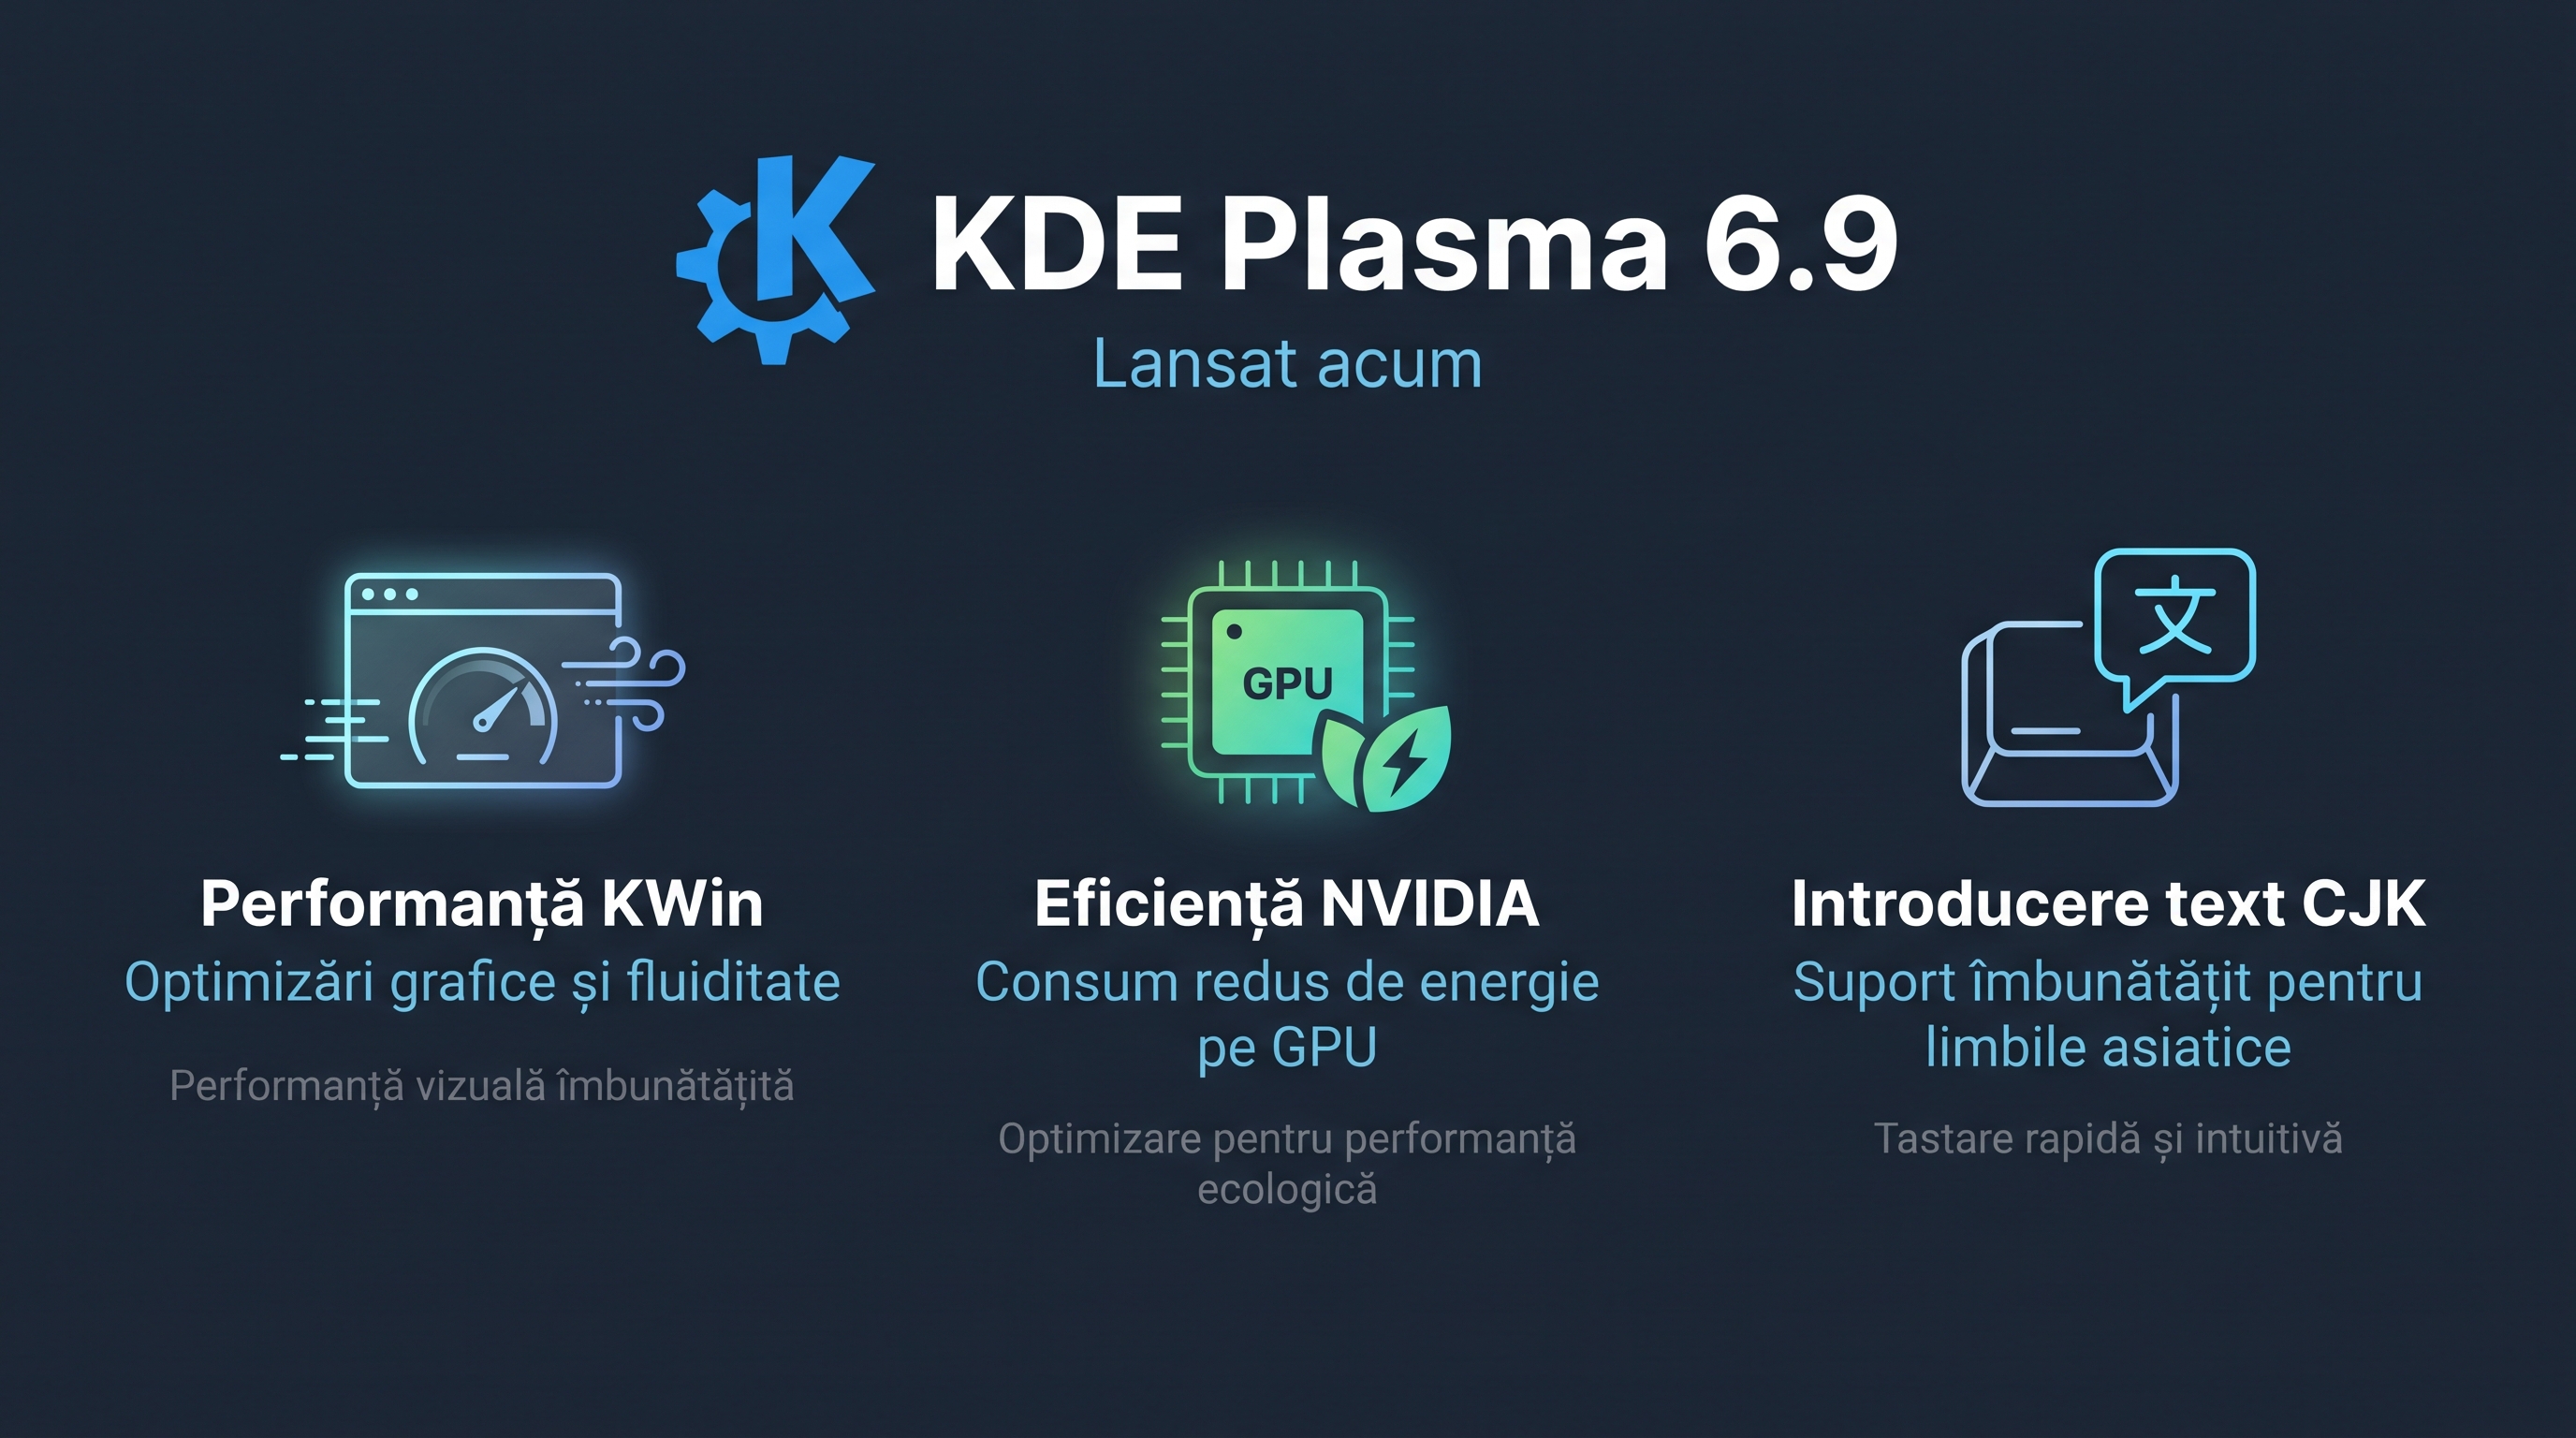 K
KDE Plasma 6.9
Lansat acum
GPU
文
Performanță KWin
Optimizări grafice și fluiditate
Performanță vizuală îmbunătățită
Eficiență NVIDIA
Consum redus de energie
pe GPU
Optimizare pentru performanță
ecologică
Introducere text CJK
Suport îmbunătățit pentru
limbile asiatice
Tastare rapidă și intuitivă